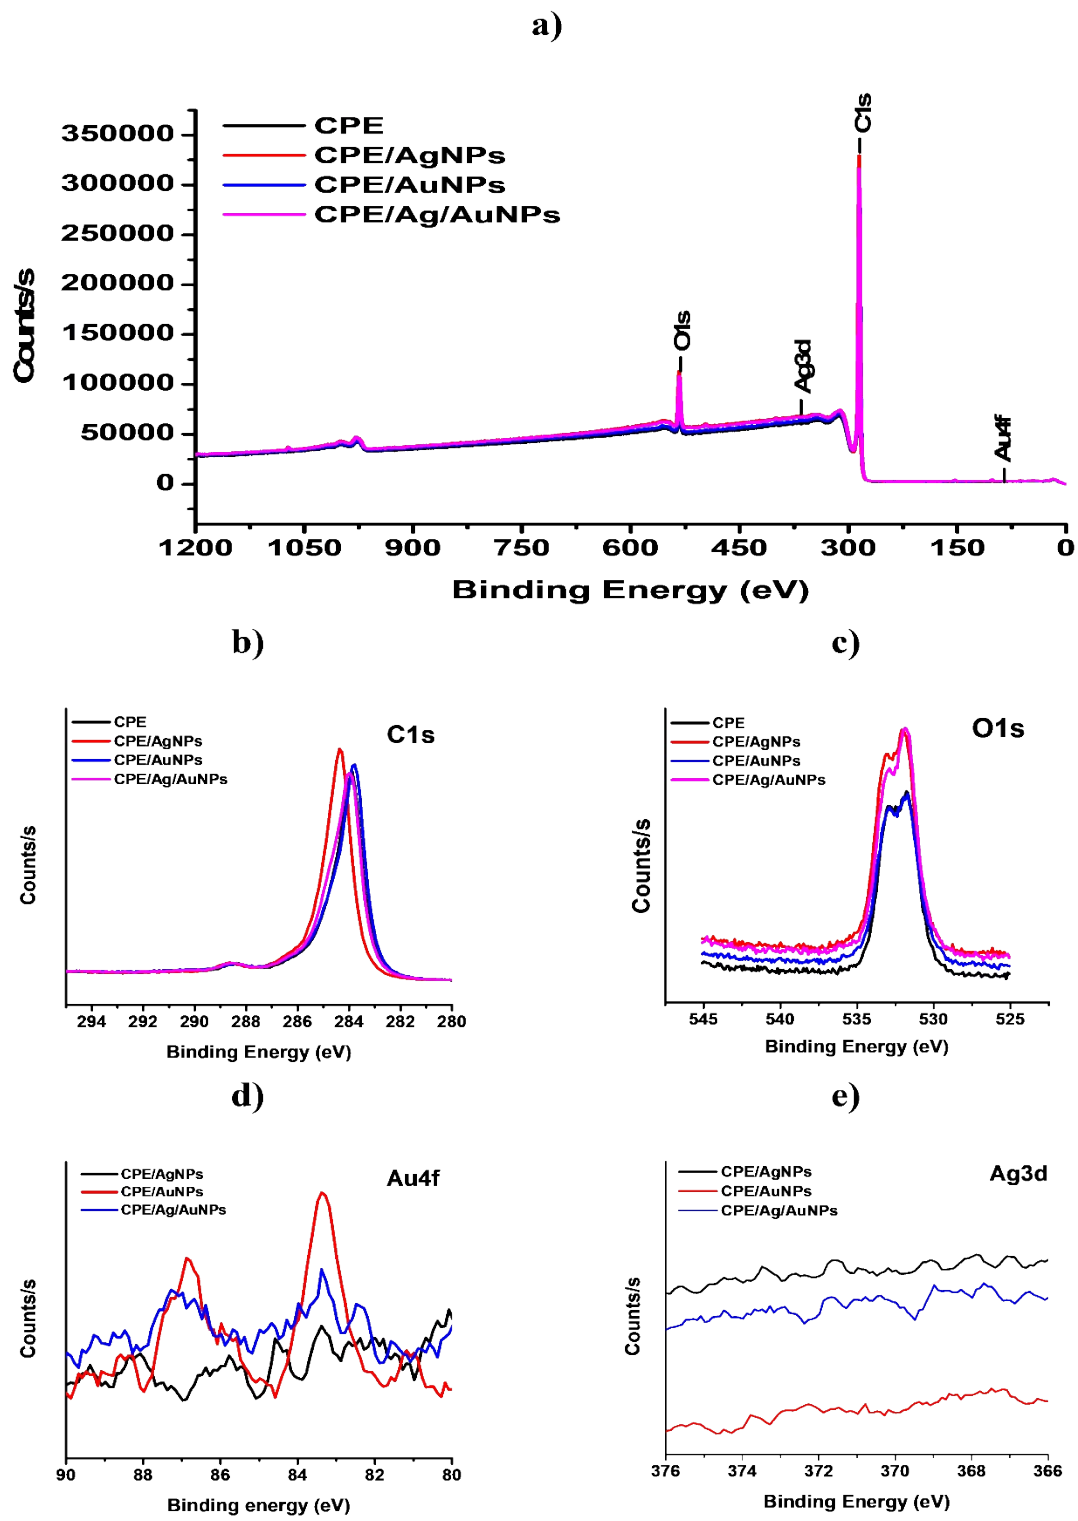 a)
CPE
CPE/AgNPs
CPE/AuNPs
CPE/Ag/AuNPs
350000
300000
250000
200000
150000
100000
50000
0
Counts/s
O1s
Ag3d
C1s
Au4f
1200 1050 900 750 600 450 300 150 0
Binding Energy (eV)
b)
CPE
CPE/AgNPs
CPE/AuNPs
CPE/Ag/AuNPs
C1s
Counts/s
294 292 290 288 286 284 282 280
Binding Energy (eV)
c)
CPE
CPE/AgNPs
CPE/AuNPs
CPE/Ag/AuNPs
O1s
Counts/s
545 540 535 530 525
Binding Energy (eV)
d)
CPE/AgNPs
CPE/AuNPs
CPE/Ag/AuNPs
Au4f
Counts/s
90 88 86 84 82 80
Binding energy (eV)
e)
CPE/AgNPs
CPE/AuNPs
CPE/Ag/AuNPs
Ag3d
Counts/s
376 374 372 370 368 366
Binding Energy (eV)